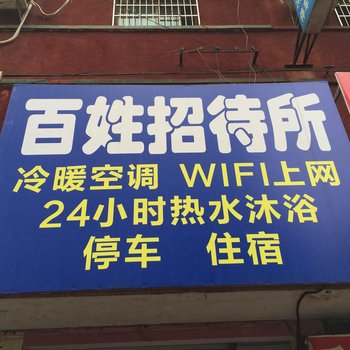 百姓招待所
冷暖空调 WIFI上网
24小时热水沐浴
停车 住宿